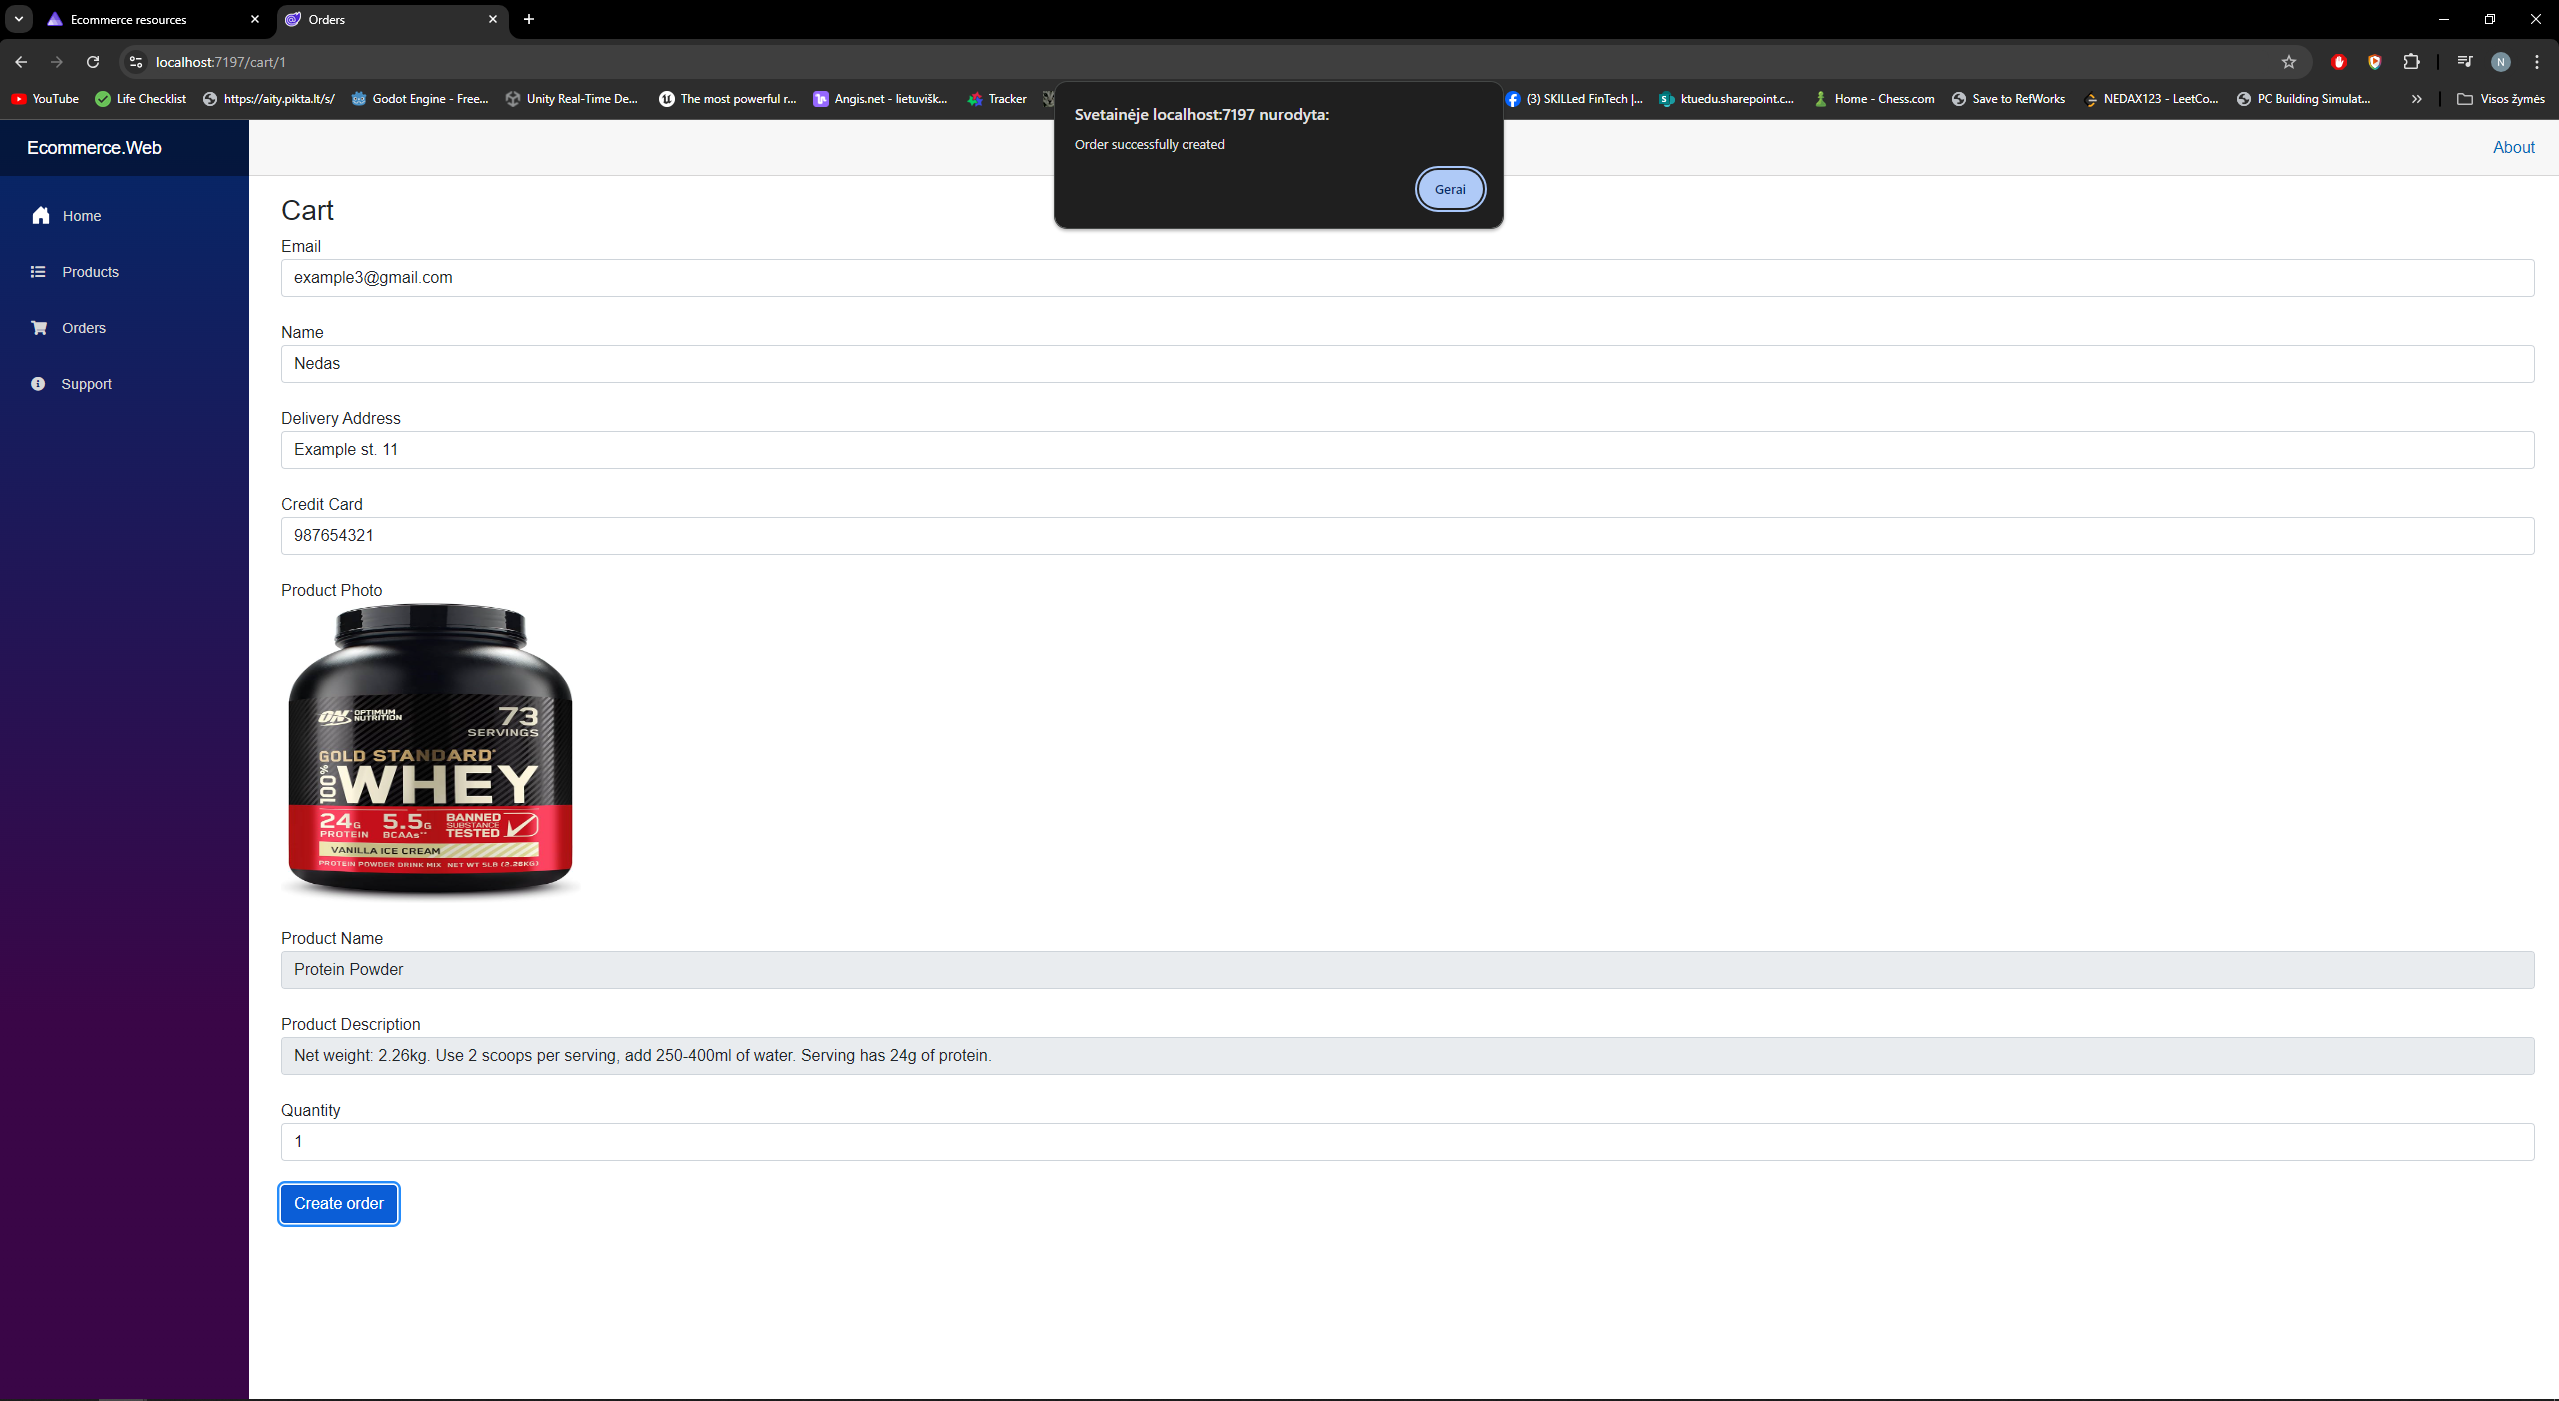 Ecommerce resources
Orders
localhost:7197/cart/1
YouTube
Life Checklist
https://aity.pikta.lt/s/
Godot Engine - Free...
Unity Real-Time De...
The most powerful r...
Angis.net - lietuvišk...
Tracker
(3) SKILLed FinTech |...
ktuedu.sharepoint.c...
Home - Chess.com
Save to RefWorks
NEDAX123 - LeetCo...
PC Building Simulat...
Visos žymės
N
Svetainėje localhost:7197 nurodyta:
Order successfully created
Gerai
Ecommerce.Web
About
Home
Products
Orders
Support
Cart
Email
example3@gmail.com
Name
Nedas
Delivery Address
Example st. 11
Credit Card
987654321
Product Photo
ON OPTIMUM NUTRITION
73
SERVINGS
GOLD STANDARD
100% WHEY
24G PROTEIN
5.5G BCAAs**
BANNED SUBSTANCE TESTED
VANILLA ICE CREAM
PROTEIN POWDER DRINK MIX NET WT 5LB (2.26KG)
Product Name
Protein Powder
Product Description
Net weight: 2.26kg. Use 2 scoops per serving, add 250-400ml of water. Serving has 24g of protein.
Quantity
1
Create order